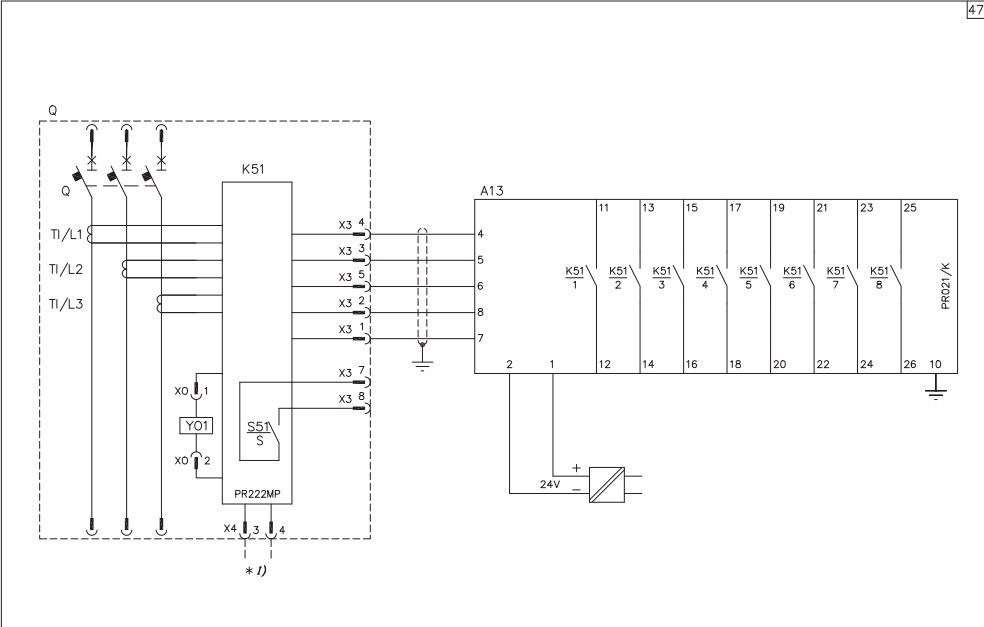 47
Q
K51
Q
A13
TI/L1
TI/L2
TI/L3
X3 4
X3 3
X3 5
X3 2
X3 1
X3 7
X3 8
4
5
6
8
7
11 13 15 17 19 21 23 25
K51 K51 K51 K51 K51 K51 K51 K51
1 2 3 4 5 6 7 8
PR021/K
2 1 12 14 16 18 20 22 24 26 10
X0 1
Y01
X0 2
S51
S
PR222MP
X4 3 4
* 1)
+
24V −